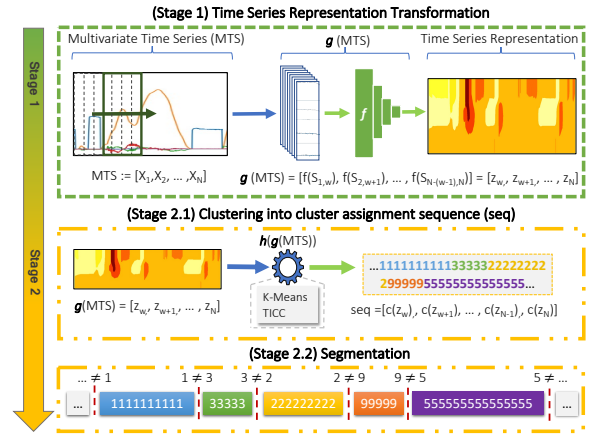 (Stage 1) Time Series Representation Transformation
Stage 1
Multivariate Time Series (MTS)
g (MTS)
Time Series Representation
f
MTS := [X1,X2, … ,XN]
g (MTS) = [f(S1,w), f(S2,w+1), … , f(SN-(w-1),N)] = [zw,, zw+1,, … , zN]
(Stage 2.1) Clustering into cluster assignment sequence (seq)
Stage 2
h(g(MTS))
K-Means
TICC
…11111111111333332222222
299999555555555555555…
g(MTS) = [zw,, zw+1,, … , zN]
seq =[c(zw),, c(zw+1), … , c(zN-1), c(zN)]
(Stage 2.2) Segmentation
… ≠ 1 1 ≠ 3 3 ≠ 2 2 ≠ 9 9 ≠ 5 5 ≠ …
... 1111111111 33333 222222222 99999 555555555555555 ...